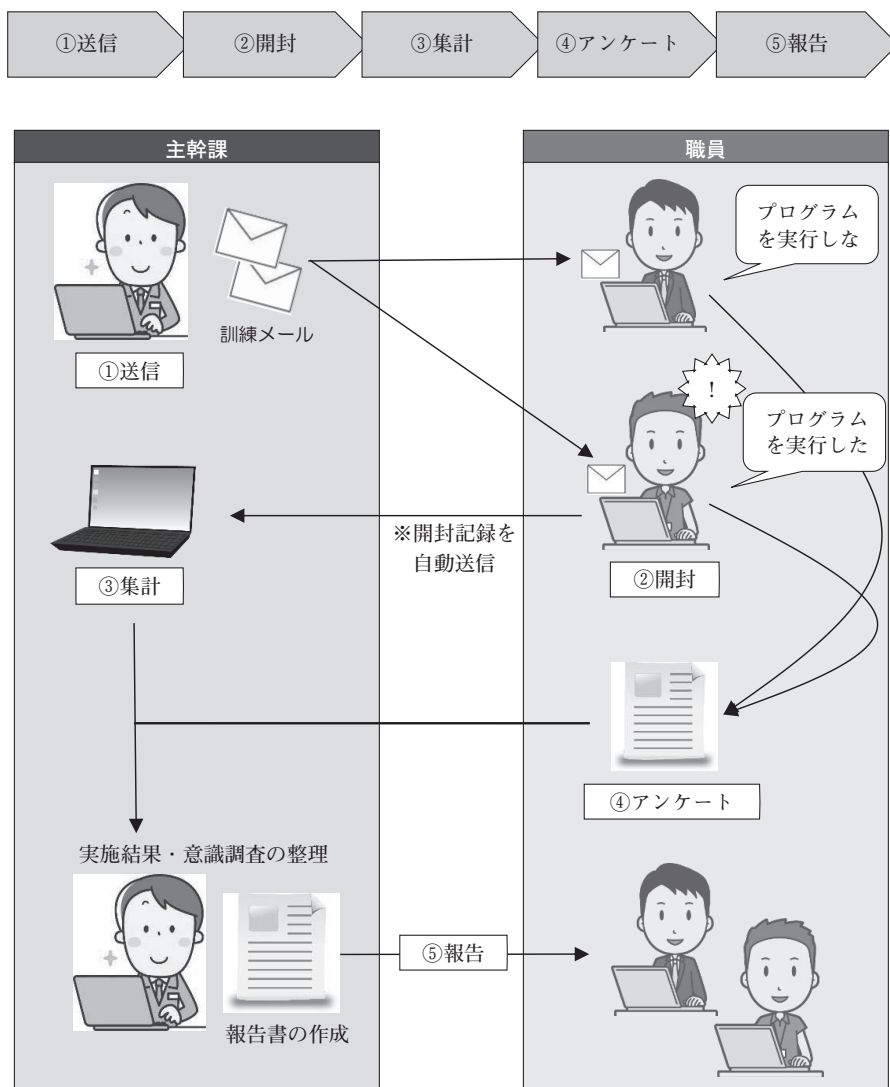 ①送信
②開封
③集計
④アンケート
⑤報告
主幹課
職員
プログラム
を実行しな
訓練メール
①送信
!
プログラム
を実行した
※開封記録を
自動送信
②開封
③集計
④アンケート
実施結果・意識調査の整理
⑤報告
報告書の作成